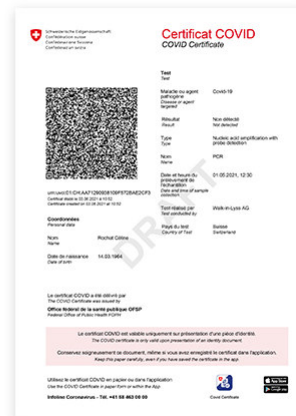 Schweizerische Eidgenossenschaft
Confédération suisse
Confederazione Svizzera
Confederaziun svizra
Certificat COVID
COVID Certificate
Test
Test
Maladie ou agent pathogène
Disease or agent targeted
Covid-19
Résultat
Result
Non détecté
Not detected
Type
Type
Nucleic acid amplification with probe detection
Nom
Name
PCR
Date et heure du prélèvement de l'échantillon
Date and time of sample collection
01.05.2021, 12:30
Test réalisé par
Test conducted by
Walk-in-Lyss AG
Pays du test
Country of Test
Suisse
Switzerland
Coordonnées
Personal data
Nom
Name
Rochat Céline
Date de naissance
Date of birth
14.03.1964
DRAFT
Le certificat COVID a été délivré par
The COVID Certificate was issued by
Office fédéral de la santé publique OFSP
Federal Office of Public Health FOPH
Le certificat COVID est valable uniquement sur présentation d'une pièce d'identité.
The COVID certificate is only valid upon presentation of an identity document.
Conservez soigneusement ce document, même si vous avez enregistré le certificat dans l'application.
Keep this paper carefully, even if you have saved the certificate in the app.
Utilisez le certificat COVID en papier ou dans l'application
Use the COVID Certificate in paper form or within the App.
Infoline Coronavirus - Tél.
Covid Certificate